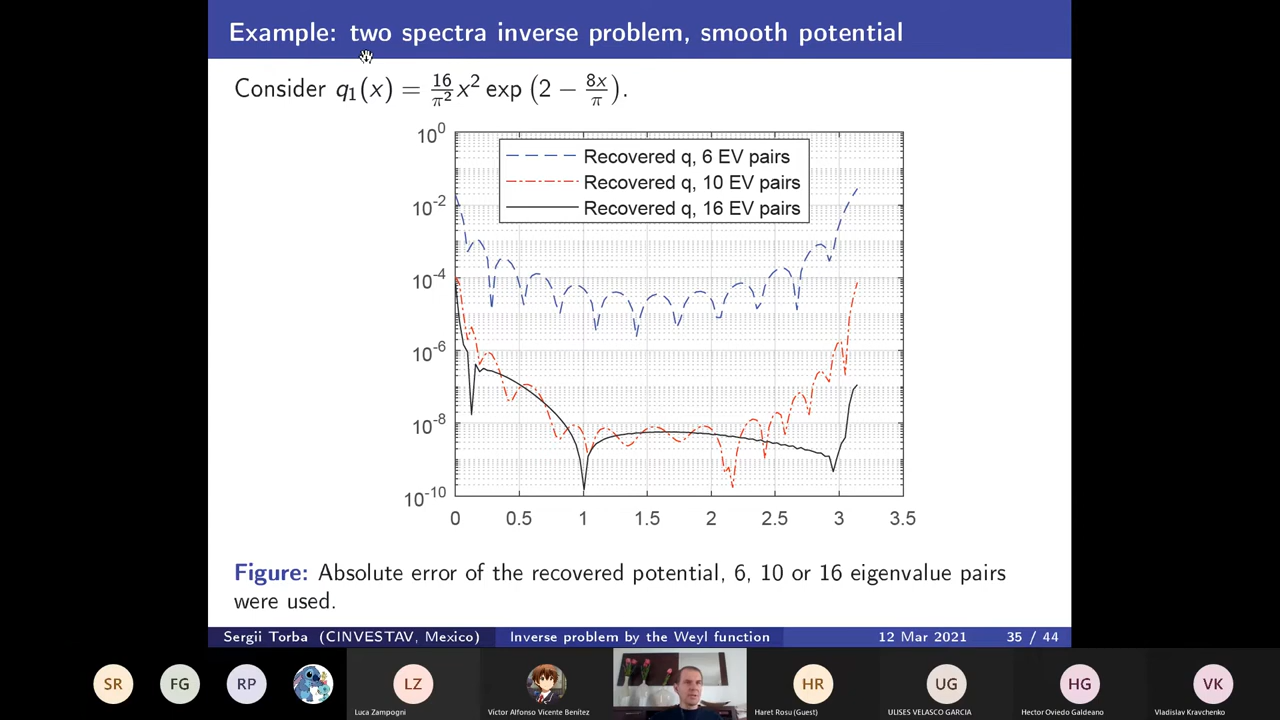 Example: two spectra inverse problem, smooth potential
Consider q₁(x) = 16/π² x² exp (2 − 8x/π).
10⁰
10⁻²
10⁻⁴
10⁻⁶
10⁻⁸
10⁻¹⁰
Recovered q, 6 EV pairs
Recovered q, 10 EV pairs
Recovered q, 16 EV pairs
0 0.5 1 1.5 2 2.5 3 3.5
Figure: Absolute error of the recovered potential, 6, 10 or 16 eigenvalue pairs
were used.
Sergii Torba (CINVESTAV, Mexico) Inverse problem by the Weyl function 12 Mar 2021 35 / 44
SR FG RP LZ HR UG HG VK
Luca Zampogni Víctor Alfonso Vicente Benítez Haret Rosu (Guest) ULISES VELASCO GARCIA Hector Oviedo Galdeano Vladislav Kravchenko